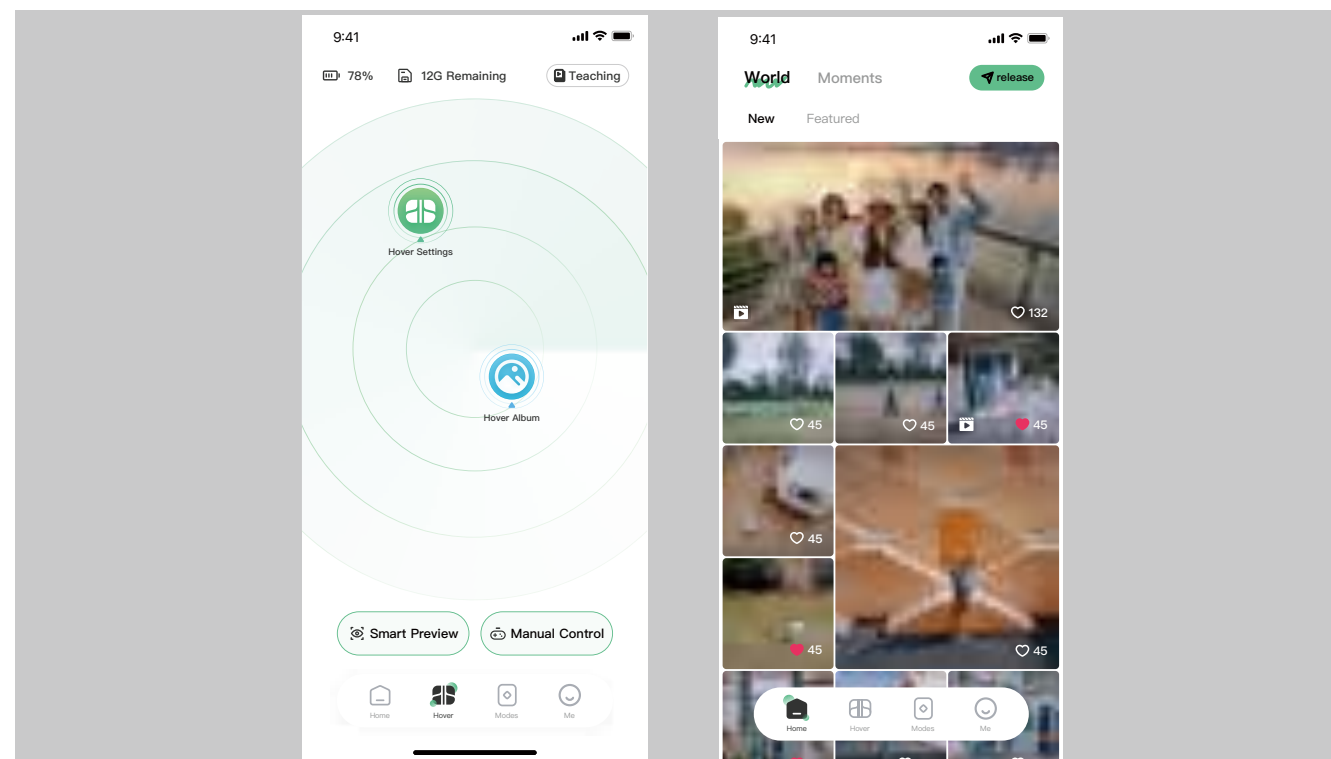 9:41
78% 12G Remaining Teaching
Hover Settings
Hover Album
Smart Preview Manual Control
Home Hover Modes Me
9:41
World Moments release
New Featured
132
45 45 45
45
45 45
Home Hover Modes Me